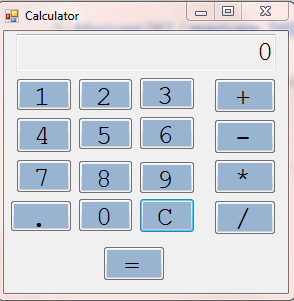 Calculator
0
1 2 3 +
4 5 6 -
7 8 9 *
. 0 C /
=